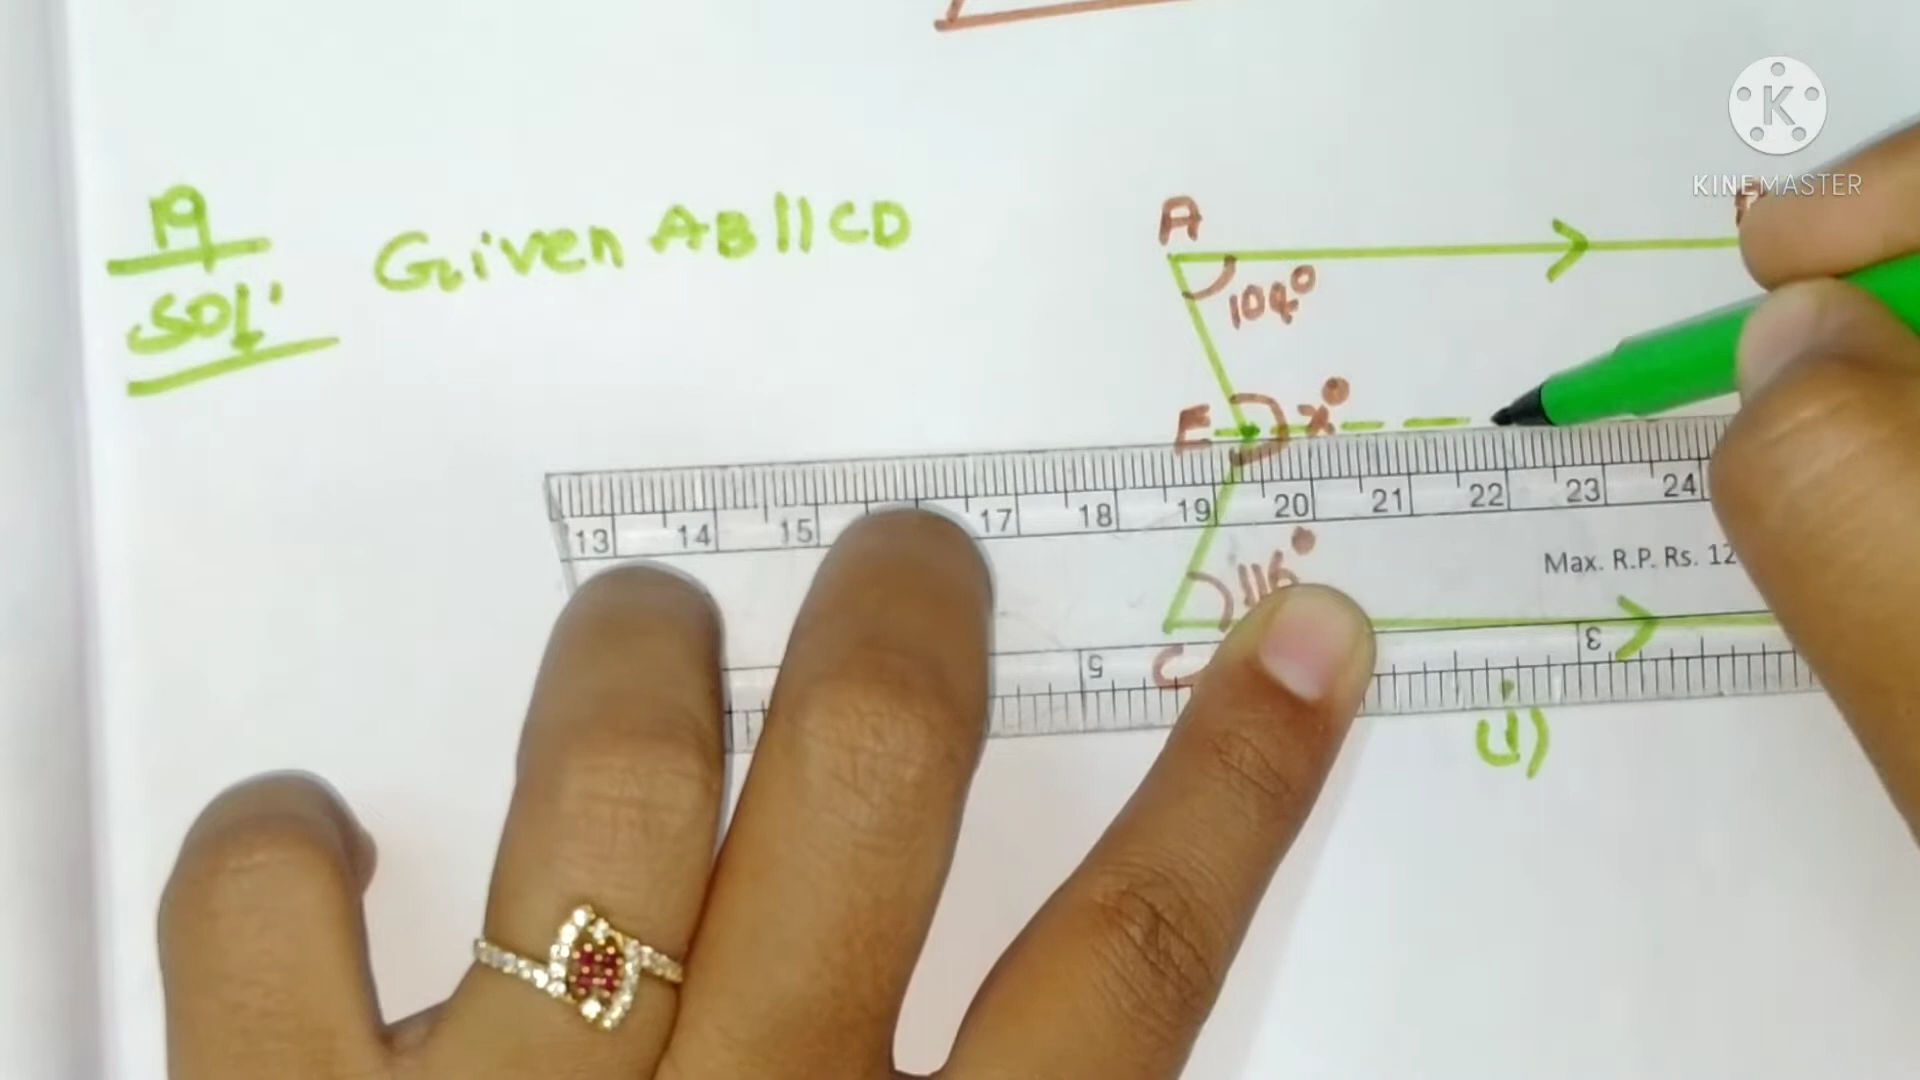 K
KINEMASTER
19
Sol'
Given AB || CD
A
104°
E x°
13 14 15 17 18 19 20 21 22 23 24
116°
Max. R.P. Rs. 12
C
5 3
ii)